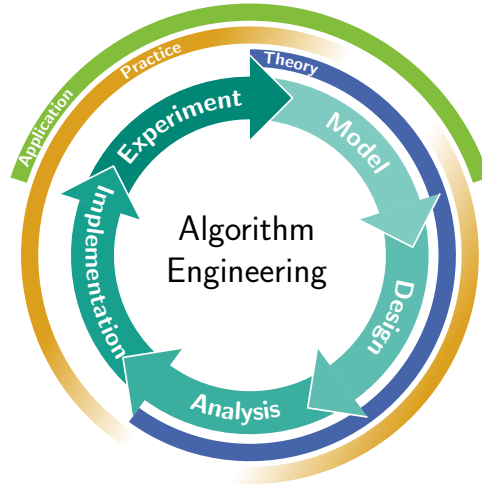 Application
Practice
Theory
Experiment
Model
Design
Analysis
Implementation
Algorithm
Engineering